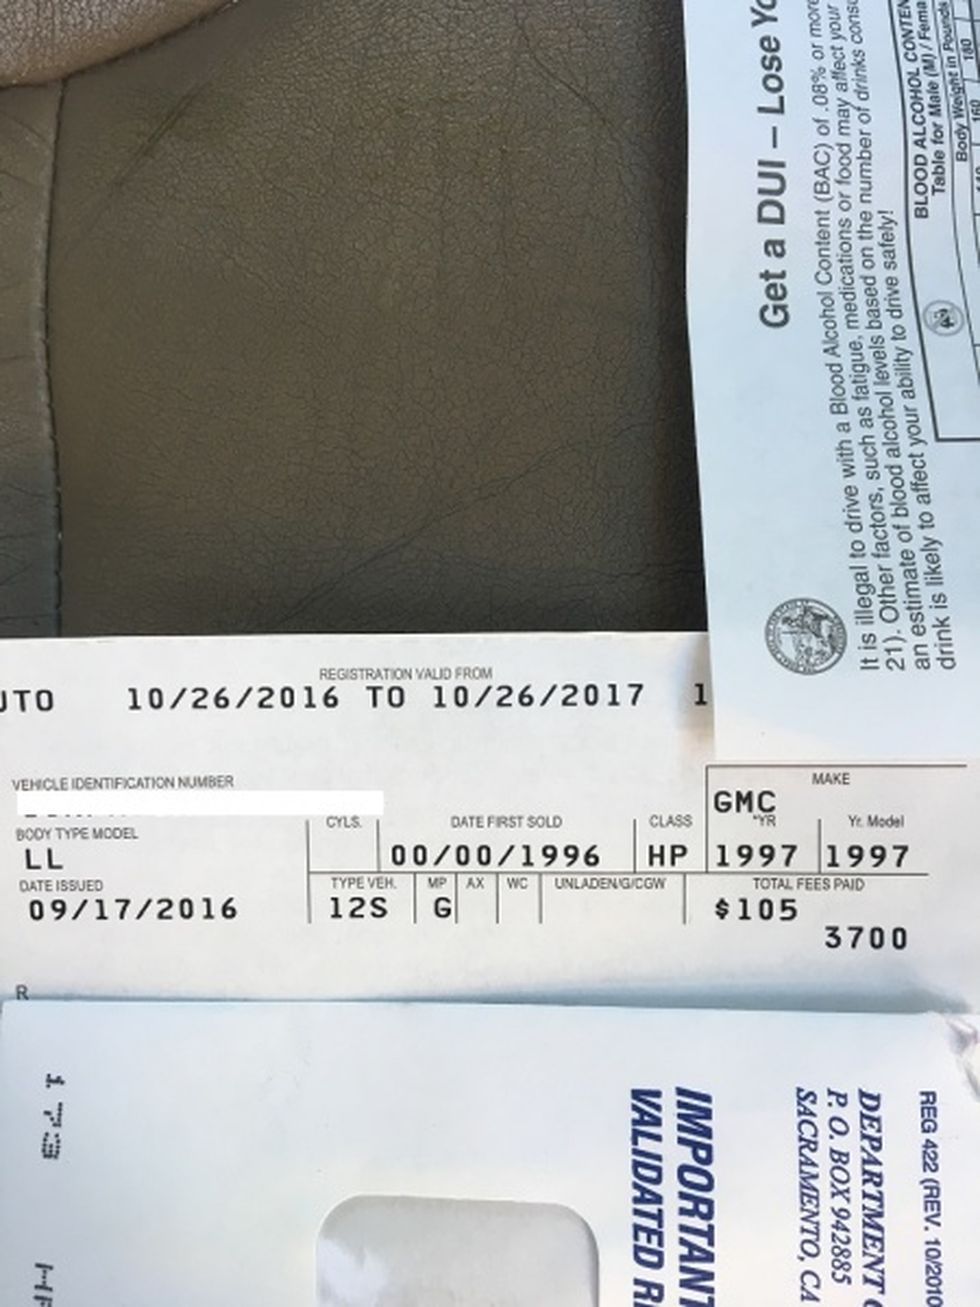 Get a DUI – Lose
It is illegal to drive with a Blood Alcohol Content (BAC) of .08% or more
21). Other factors, such as fatigue, medications or food may affect your
an estimate of blood alcohol levels based on the number of drinks
drink is likely to affect your ability to drive safely!
BLOOD ALCOHOL
Table for Male (M) /
Body Weight in Pounds
160 180
REGISTRATION VALID FROM
10/26/2016 TO 10/26/2017
VEHICLE IDENTIFICATION NUMBER
MAKE
GMC
BODY TYPE MODEL CYLS. DATE FIRST SOLD CLASS *YR Yr. Model
LL 00/00/1996 HP 1997 1997
DATE ISSUED TYPE VEH. MP AX WC UNLADEN/G/CGW TOTAL FEES PAID
09/17/2016 12S G $105
3700
R
REG 422 (REV. 10/2010
DEPARTMENT
P. O. BOX 942885
SACRAMENTO, CA
IMPORTANT
VALIDATED
173